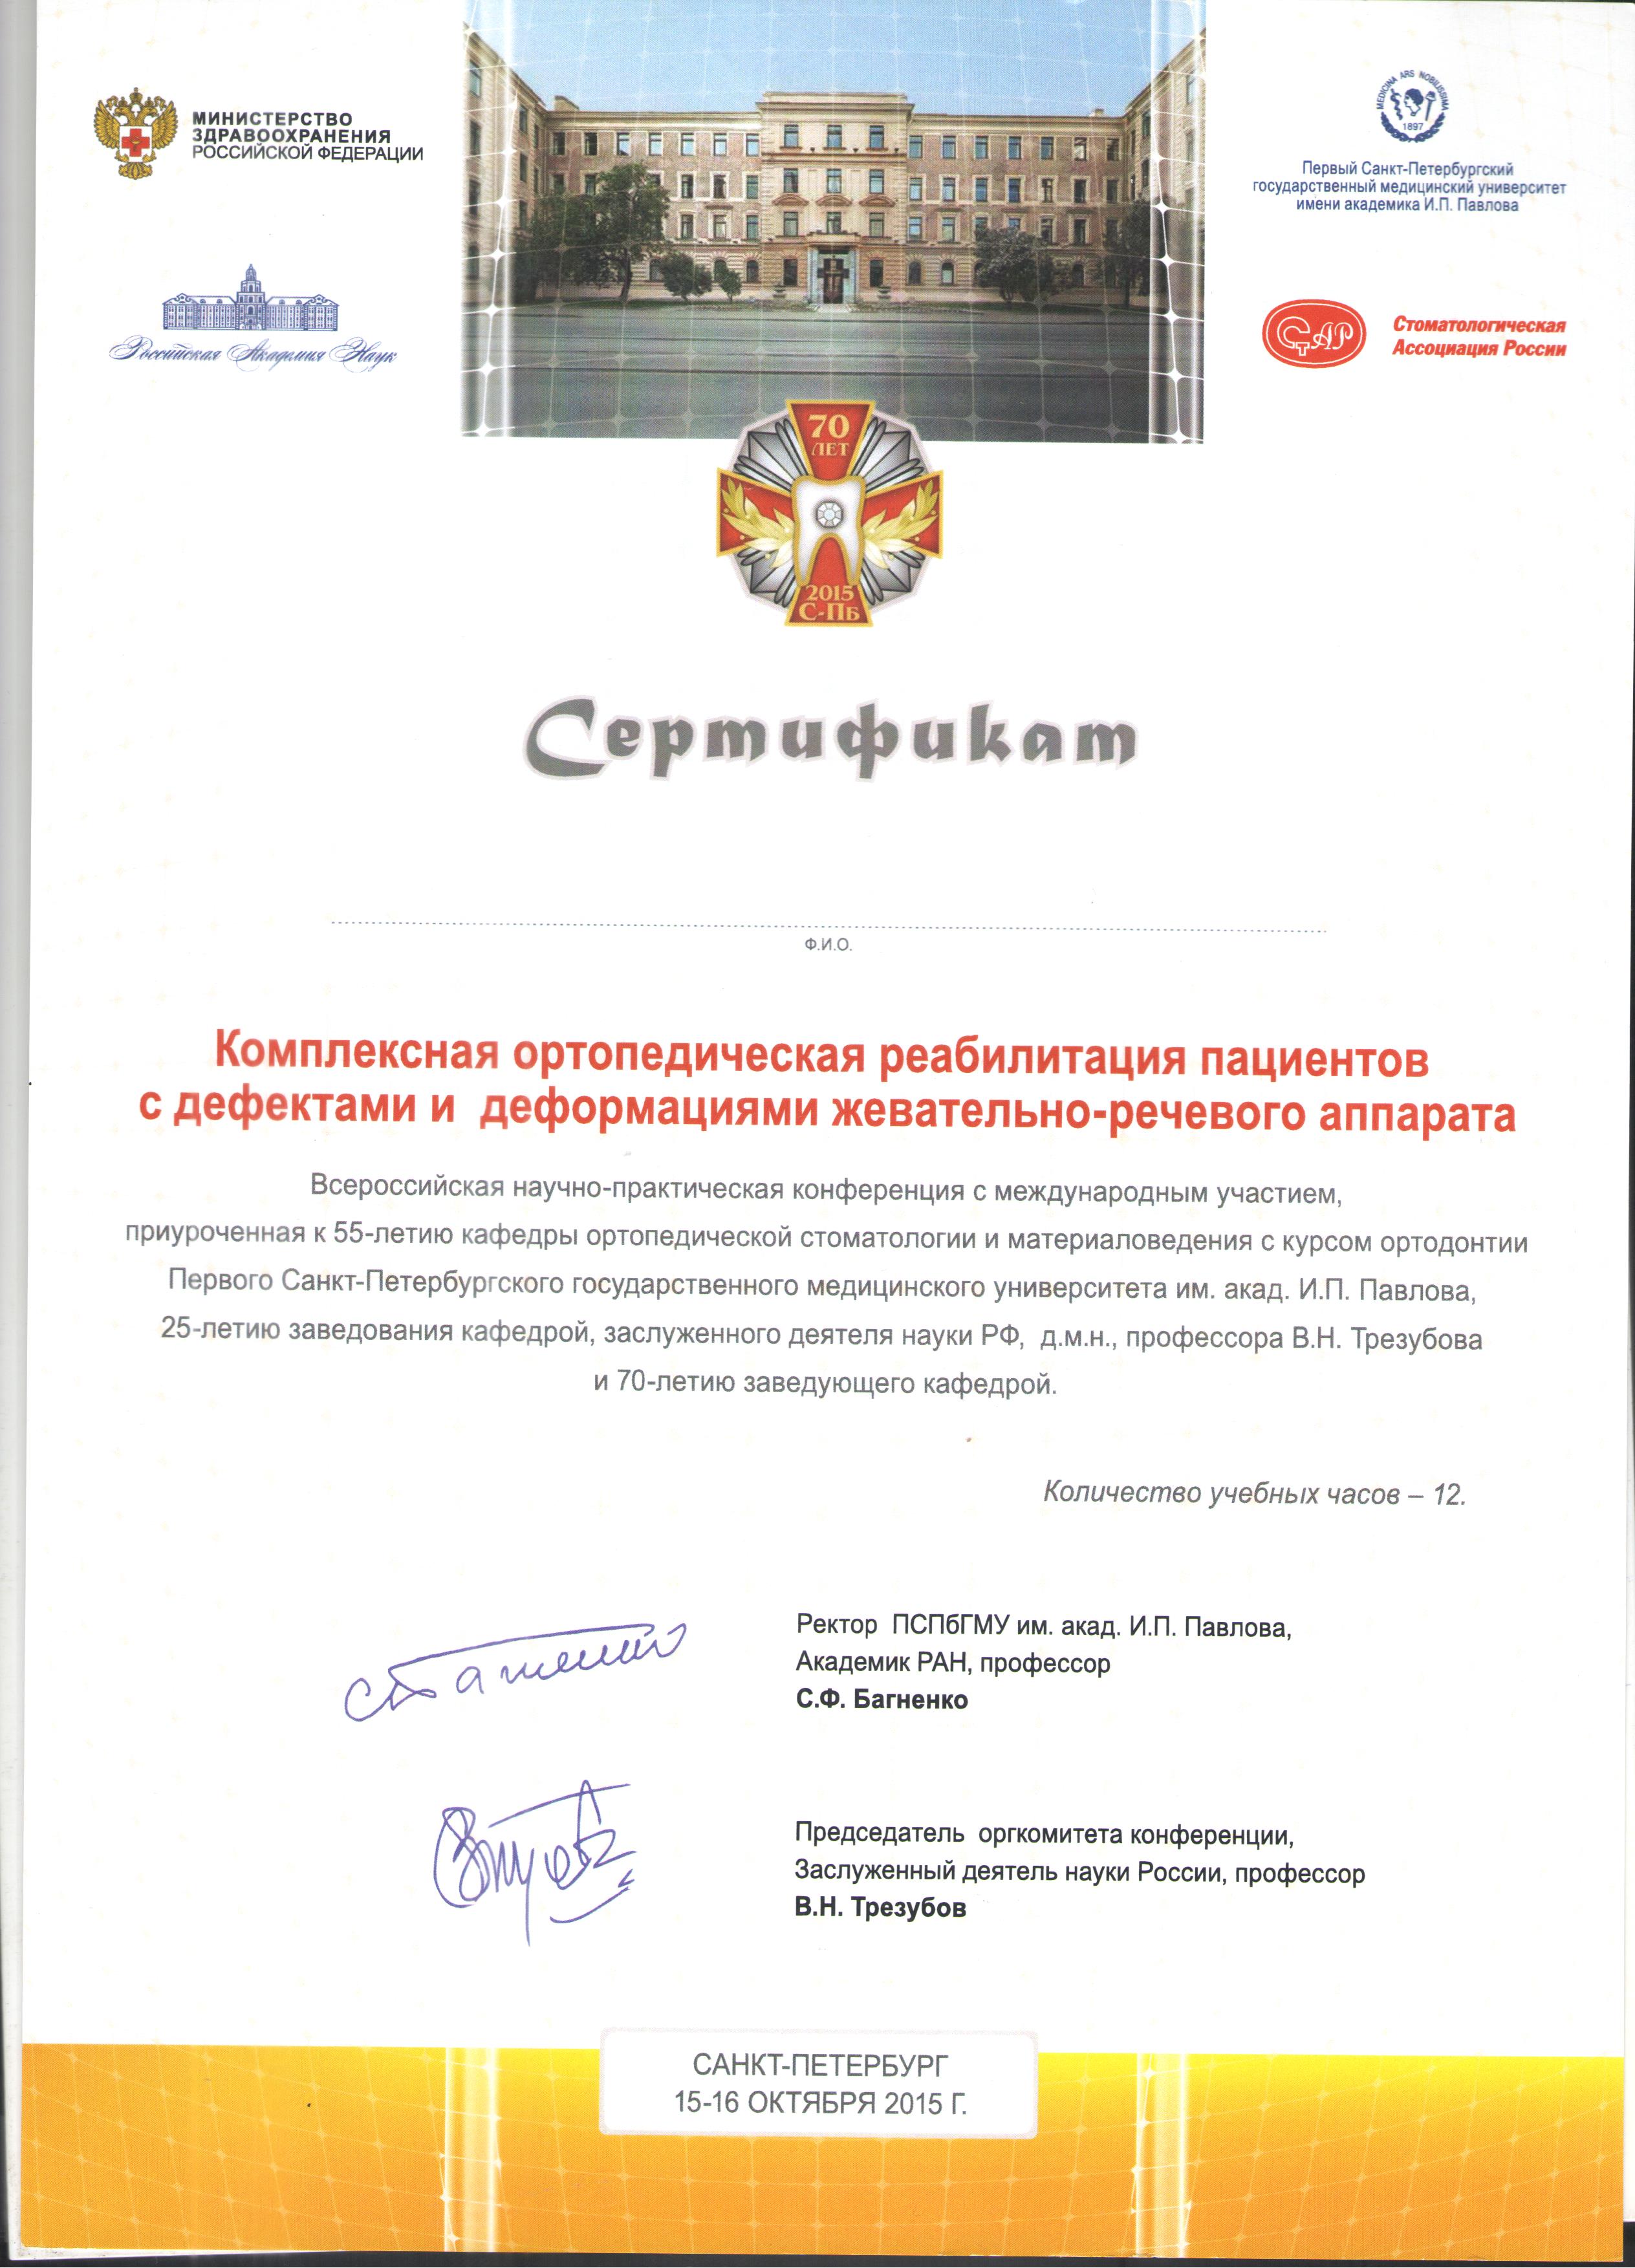 МИНИСТЕРСТВО
ЗДРАВООХРАНЕНИЯ
РОССИЙСКОЙ ФЕДЕРАЦИИ
Российская Академия Наук
MEDICINA ARS NOBILISSIMA
1897
Первый Санкт-Петербургский
государственный медицинский университет
имени академика И.П. Павлова
СтАР
Стоматологическая
Ассоциация России
70
ЛЕТ
2015
С-ПБ
Сертификат
Ф.И.О.
Комплексная ортопедическая реабилитация пациентов
с дефектами и деформациями жевательно-речевого аппарата
Всероссийская научно-практическая конференция с международным участием,
приуроченная к 55-летию кафедры ортопедической стоматологии и материаловедения с курсом ортодонтии
Первого Санкт-Петербургского государственного медицинского университета им. акад. И.П. Павлова,
25-летию заведования кафедрой, заслуженного деятеля науки РФ, д.м.н., профессора В.Н. Трезубова
и 70-летию заведующего кафедрой.
Количество учебных часов – 12.
Ректор ПСПбГМУ им. акад. И.П. Павлова,
Академик РАН, профессор
С.Ф. Багненко
Председатель оргкомитета конференции,
Заслуженный деятель науки России, профессор
В.Н. Трезубов
САНКТ-ПЕТЕРБУРГ
15-16 ОКТЯБРЯ 2015 Г.